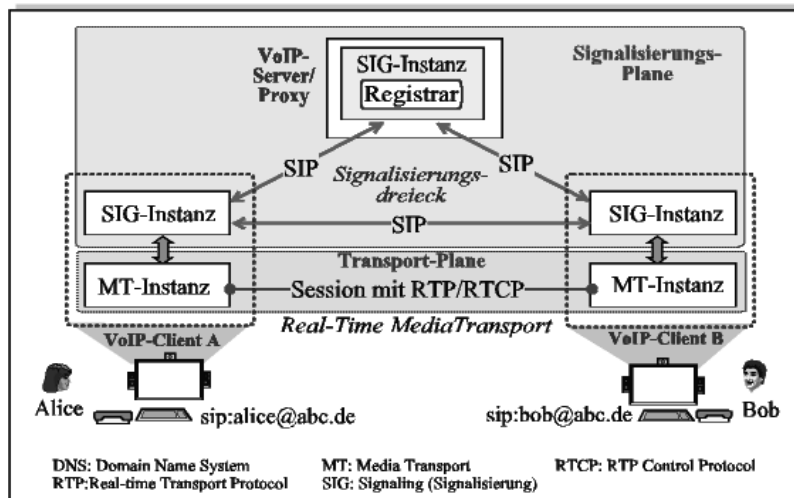 VoIP-
Server/
Proxy
SIG-Instanz
Registrar
Signalisierungs-
Plane
SIP
SIP
Signalisierungs-
dreieck
SIG-Instanz
SIP
SIG-Instanz
Transport-Plane
MT-Instanz
Session mit RTP/RTCP
MT-Instanz
Real-Time MediaTransport
VoIP-Client A
VoIP-Client B
Alice
sip:alice@abc.de
sip:bob@abc.de
Bob
DNS: Domain Name System
MT: Media Transport
RTCP: RTP Control Protocol
RTP:Real-time Transport Protocol
SIG: Signaling (Signalisierung)